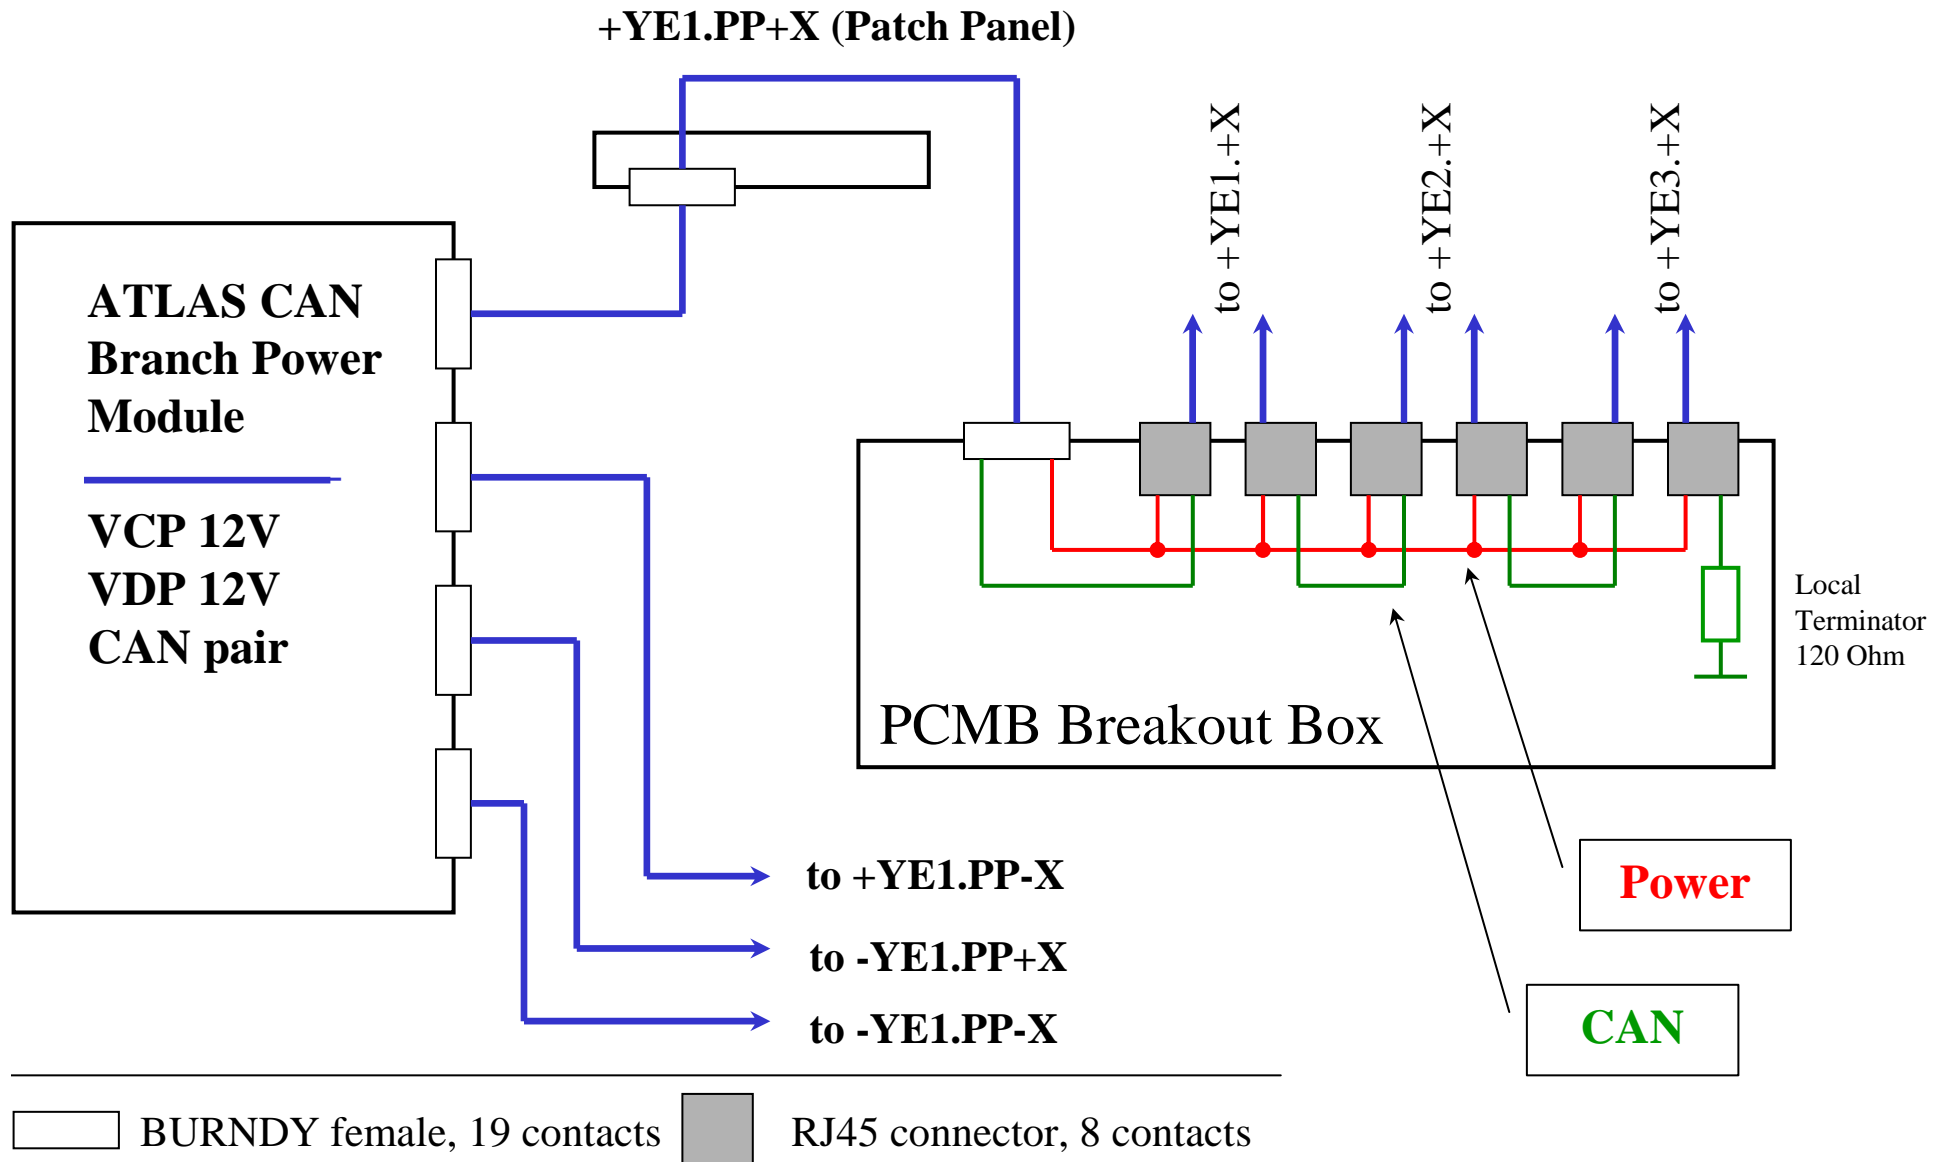 +YE1.PP+X (Patch Panel)
to +YE1.+X
to +YE2.+X
to +YE3.+X
ATLAS CAN
Branch Power
Module
VCP 12V
VDP 12V
CAN pair
Local
Terminator
120 Ohm
PCMB Breakout Box
to +YE1.PP-X
to -YE1.PP+X
to -YE1.PP-X
Power
CAN
BURNDY female, 19 contacts
RJ45 connector, 8 contacts